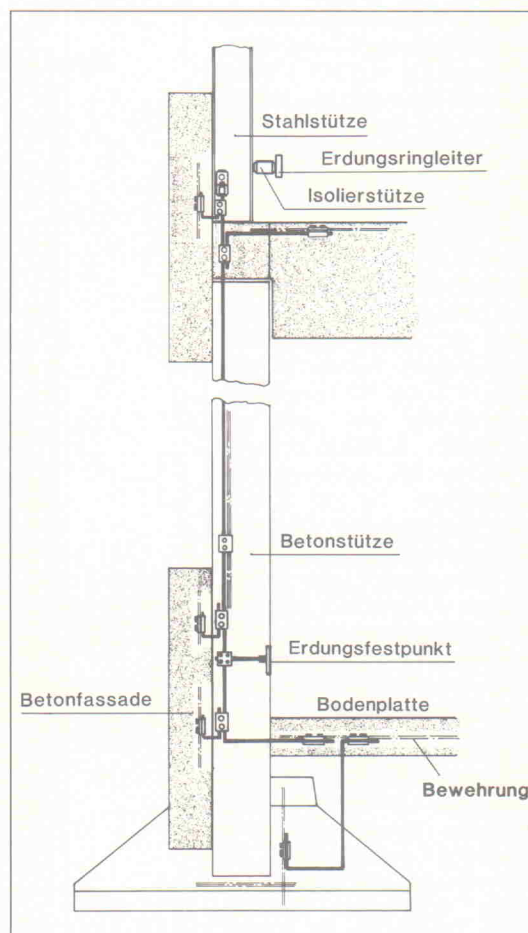 Stahlstütze
Erdungsringleiter
Isolierstütze
Betonstütze
Erdungsfestpunkt
Betonfassade
Bodenplatte
Bewehrung